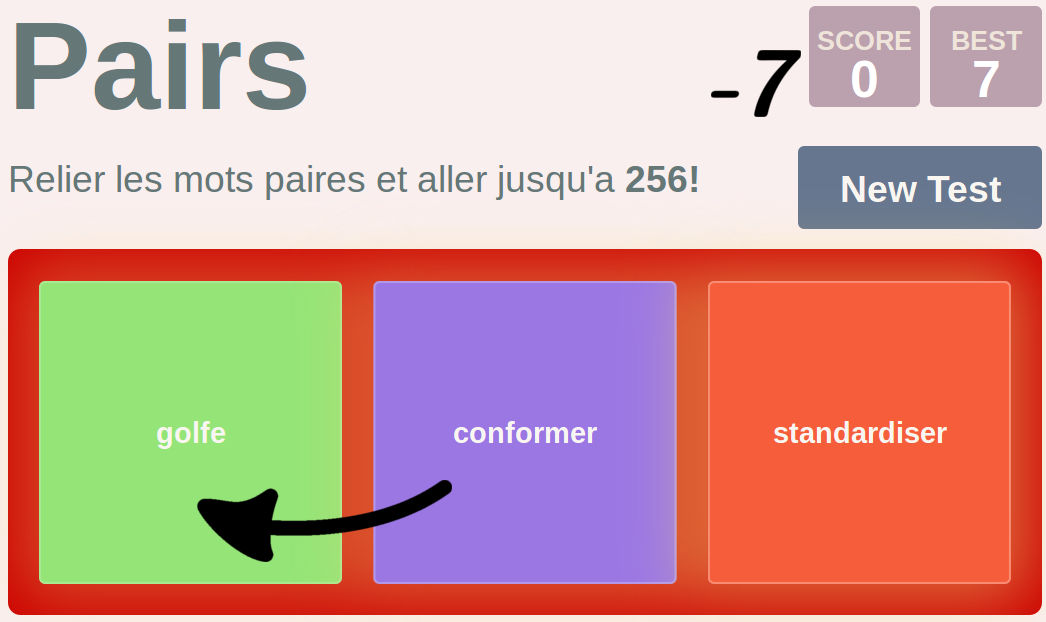 Pairs
-7
SCORE
0
BEST
7
Relier les mots paires et aller jusqu'a 256!
New Test
golfe
conformer
standardiser